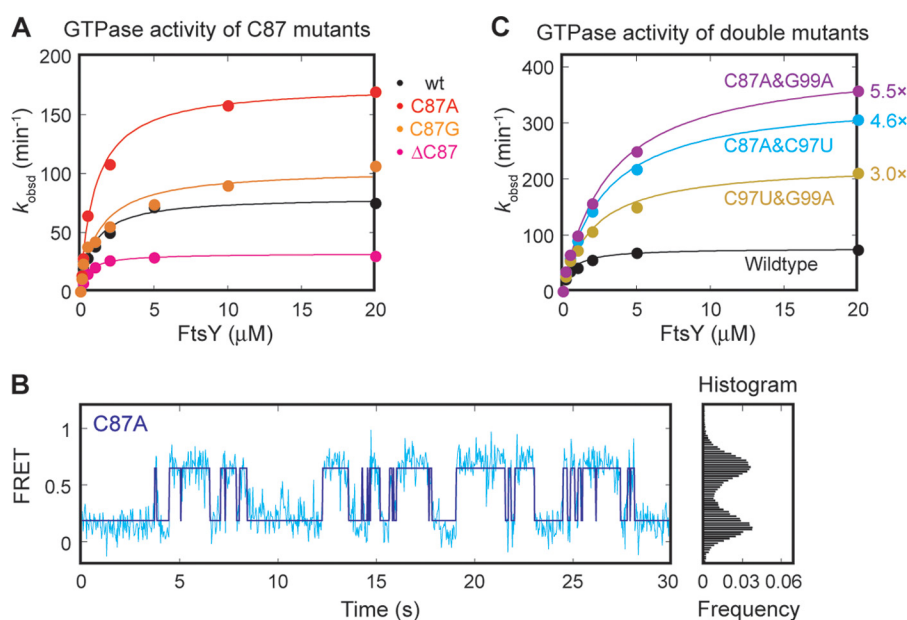 A GTPase activity of C87 mutants
200
150
100
50
0
k obsd (min-1)
0 5 10 15 20
FtsY (μM)
wt
C87A
C87G
ΔC87
C GTPase activity of double mutants
400
300
200
100
0
k obsd (min-1)
0 5 10 15 20
FtsY (μM)
C87A&G99A
5.5×
C87A&C97U
4.6×
C97U&G99A
3.0×
Wildtype
B
C87A
1
0.5
0
FRET
0 5 10 15 20 25 30
Time (s)
Histogram
0 0.03 0.06
Frequency